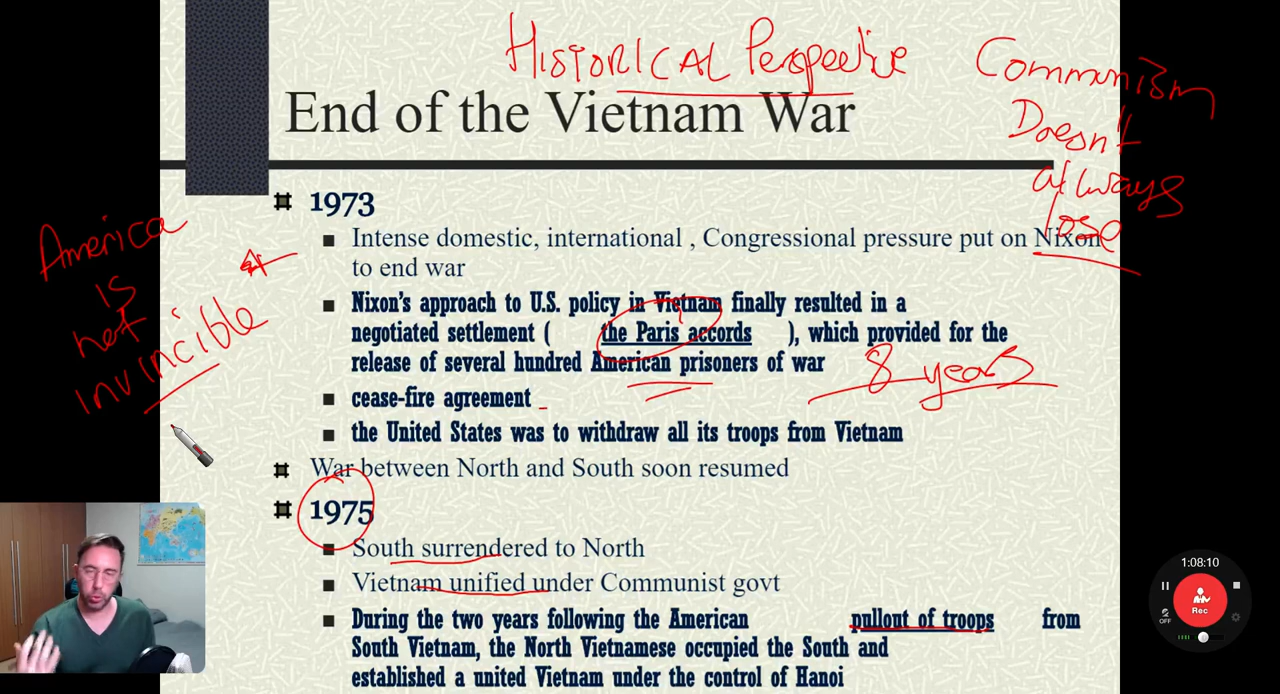 HISTORICAL Perspective
Communism
Doesn't
always
lose
End of the Vietnam War
1973
Intense domestic, international , Congressional pressure put on Nixon
to end war
America
is
not
invincible
Nixon's approach to U.S. policy in Vietnam finally resulted in a
negotiated settlement ( the Paris accords ), which provided for the
release of several hundred American prisoners of war
8 years
cease-fire agreement
the United States was to withdraw all its troops from Vietnam
War between North and South soon resumed
1975
South surrendered to North
Vietnam unified under Communist govt
During the two years following the American pullout of troops from
South Vietnam, the North Vietnamese occupied the South and
established a united Vietnam under the control of Hanoi
1:08:10
Rec
OFF